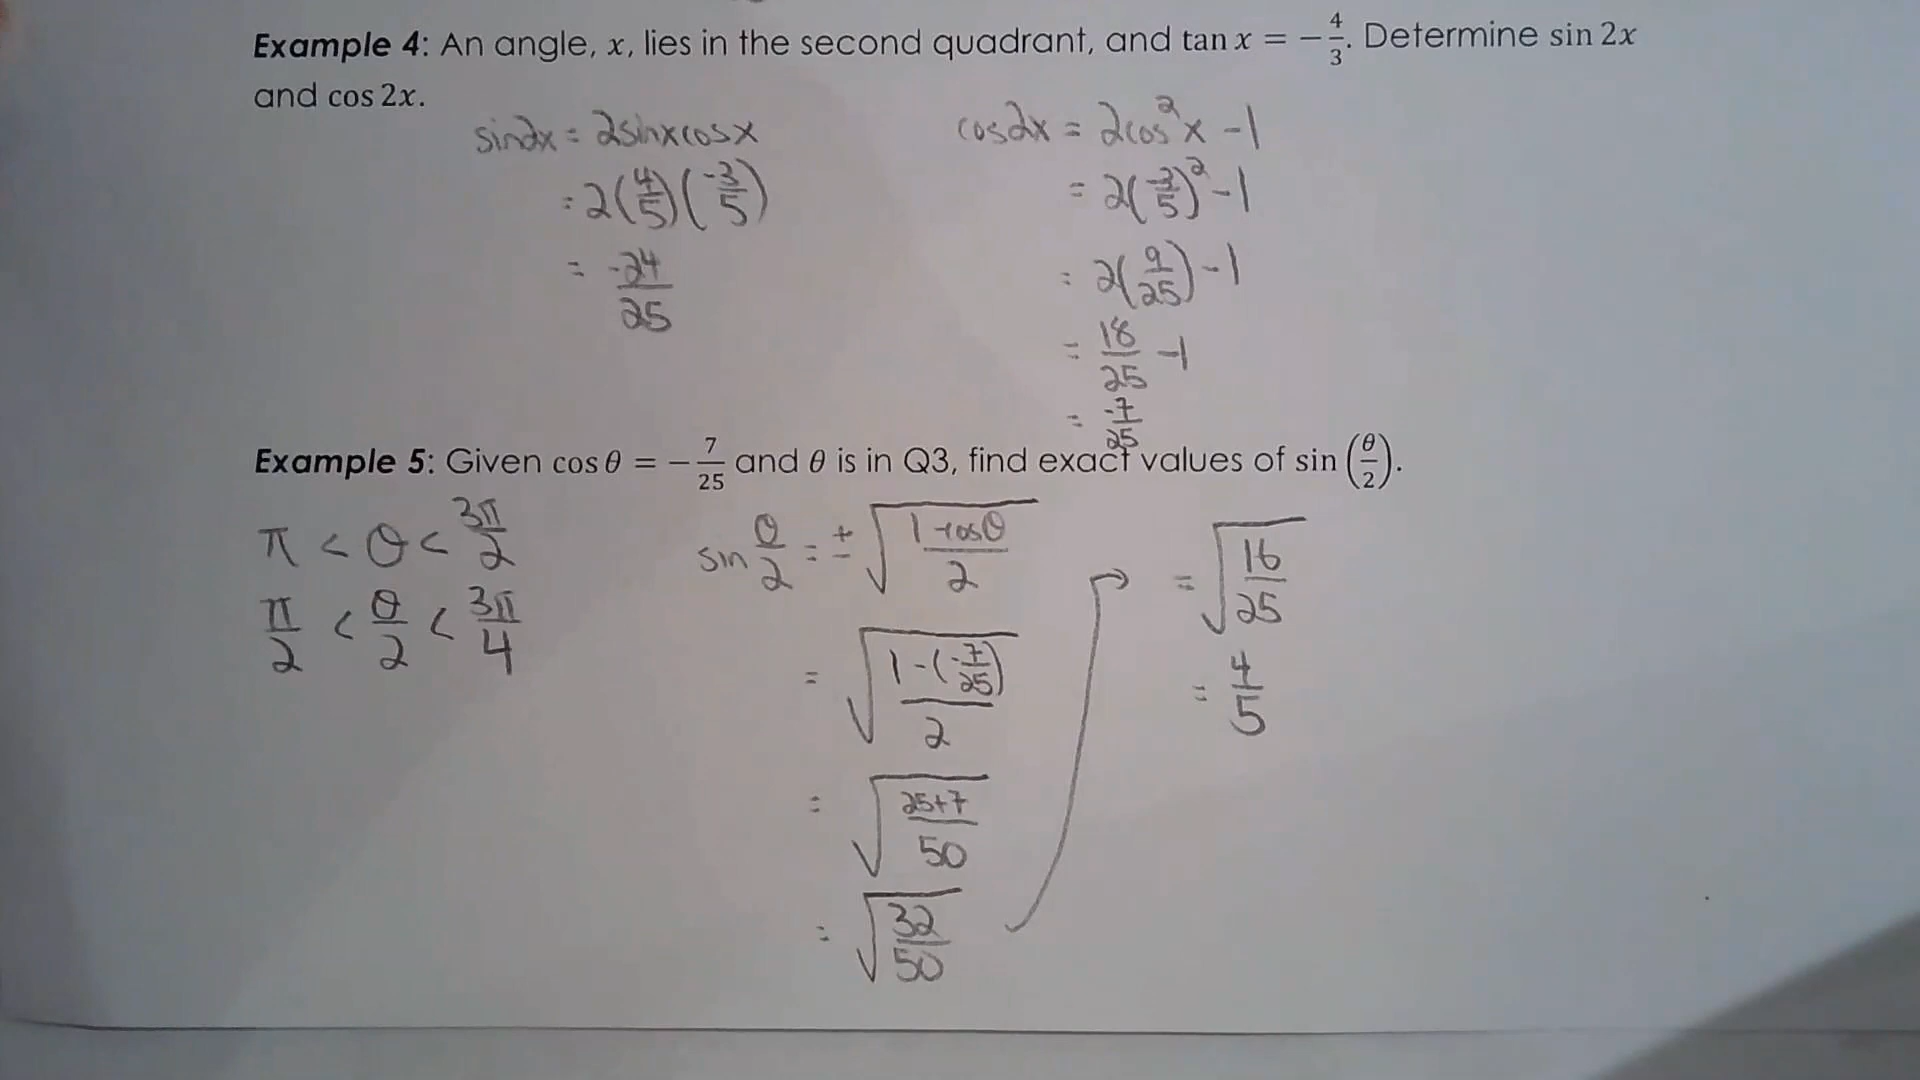 Example 4: An angle, x, lies in the second quadrant, and tan x = −4/3. Determine sin 2x
and cos 2x.
sin2x = 2sinxcosx
= 2(4/5)(-3/5)
= -24/25
cos2x = 2cos²x - 1
= 2(-3/5)² - 1
= 2(9/25) - 1
= 18/25 - 1
= -7/25
Example 5: Given cos θ = −7/25 and θ is in Q3, find exact values of sin (θ/2).
π < θ < 3π/2
π/2 < θ/2 < 3π/4
sin θ/2 = ± √((1 - cosθ)/2)
= √((1 - (-7/25))/2)
= √((25+7)/50)
= √(32/50)
= √(16/25)
= 4/5